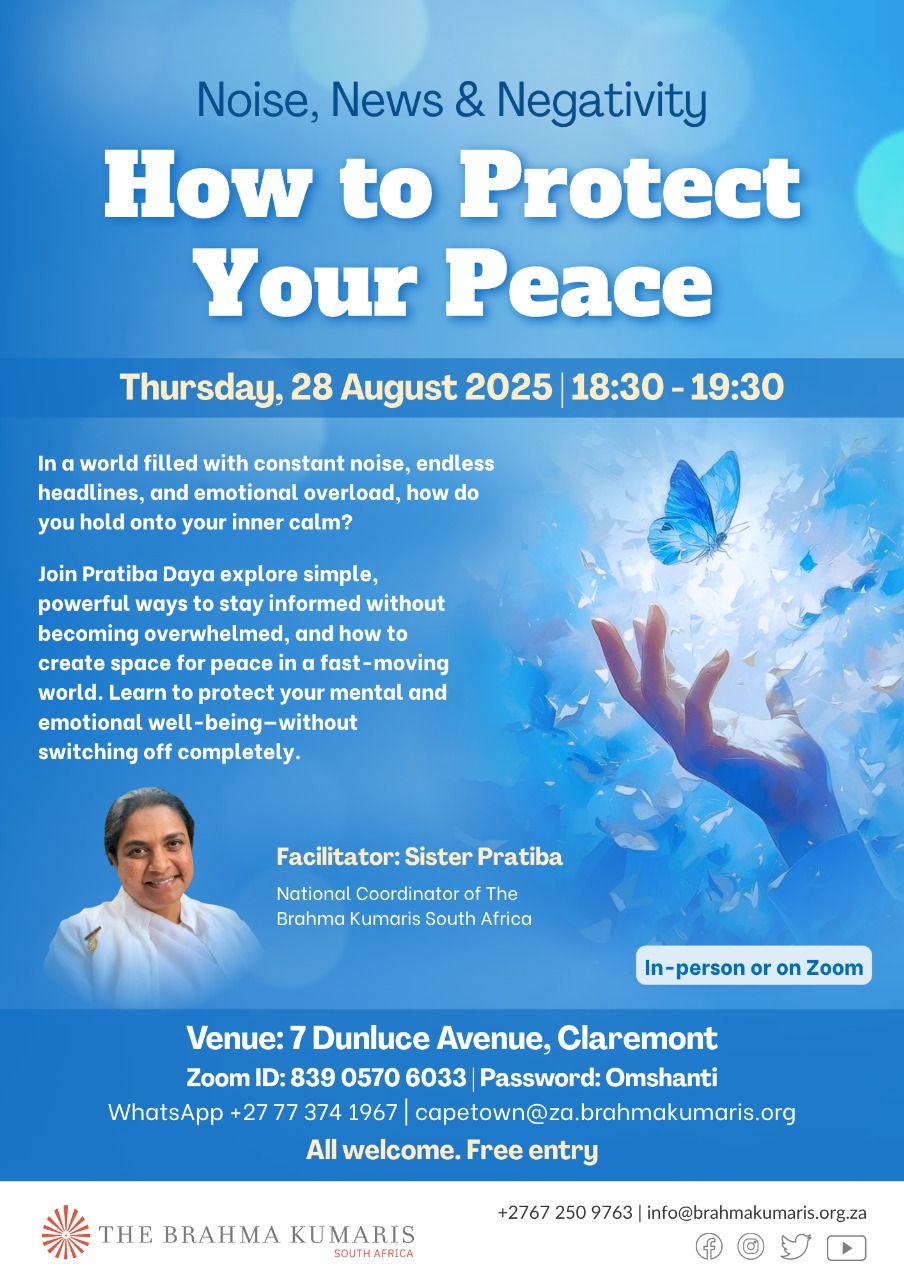 Noise, News & Negativity
How to Protect
Your Peace
Thursday, 28 August 2025 | 18:30 - 19:30
In a world filled with constant noise, endless
headlines, and emotional overload, how do
you hold onto your inner calm?
Join Pratiba Daya explore simple,
powerful ways to stay informed without
becoming overwhelmed, and how to
create space for peace in a fast-moving
world. Learn to protect your mental and
emotional well-being—without
switching off completely.
Facilitator: Sister Pratiba
National Coordinator of The
Brahma Kumaris South Africa
In-person or on Zoom
Venue: 7 Dunluce Avenue, Claremont
Zoom ID: 839 0570 6033 | Password: Omshanti
WhatsApp +27 77 374 1967 | capetown@za.brahmakumaris.org
All welcome. Free entry
THE BRAHMA KUMARIS
SOUTH AFRICA
+2767 250 9763 | info@brahmakumaris.org.za